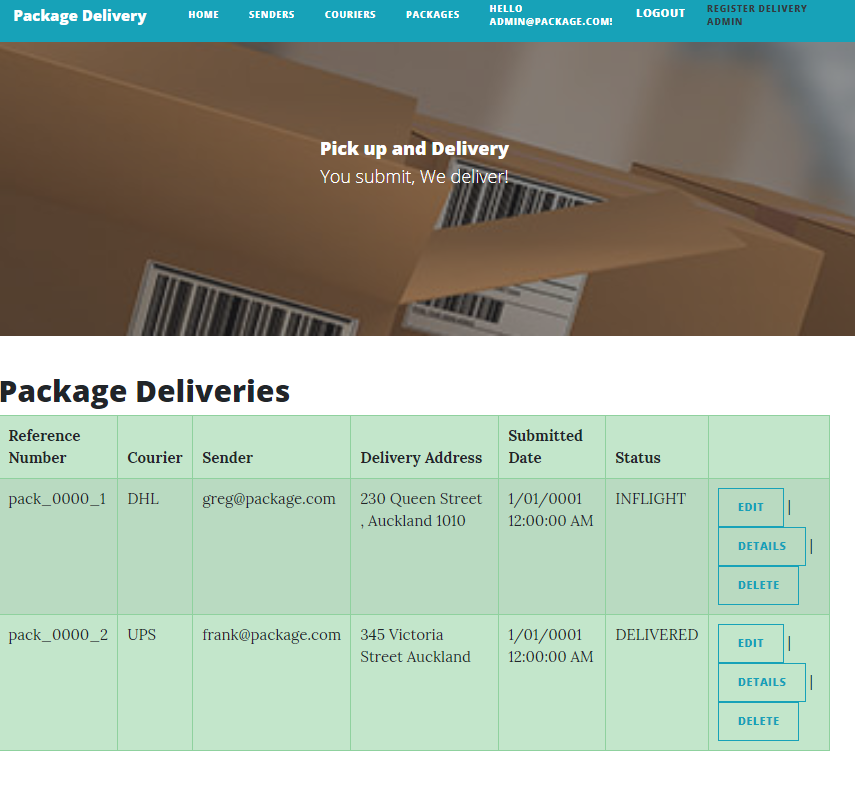 Package Delivery HOME SENDERS COURIERS PACKAGES HELLO ADMIN@PACKAGE.COM! LOGOUT REGISTER DELIVERY ADMIN
Pick up and Delivery
You submit, We deliver!
Package Deliveries
Reference Number Courier Sender Delivery Address Submitted Date Status
pack_0000_1 DHL greg@package.com 230 Queen Street , Auckland 1010 1/01/0001 12:00:00 AM INFLIGHT EDIT |
DETAILS |
DELETE
pack_0000_2 UPS frank@package.com 345 Victoria Street Auckland 1/01/0001 12:00:00 AM DELIVERED EDIT |
DETAILS |
DELETE